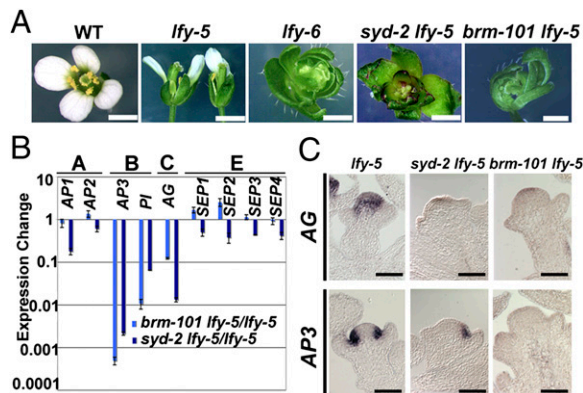 A
WT lfy-5 lfy-6 syd-2 lfy-5 brm-101 lfy-5
B
A B C E
AP1 AP2 AP3 PI AG SEP1 SEP2 SEP3 SEP4
Expression Change
10
1
0.1
0.01
0.001
0.0001
brm-101 lfy-5/lfy-5
syd-2 lfy-5/lfy-5
C
lfy-5 syd-2 lfy-5 brm-101 lfy-5
AG
AP3